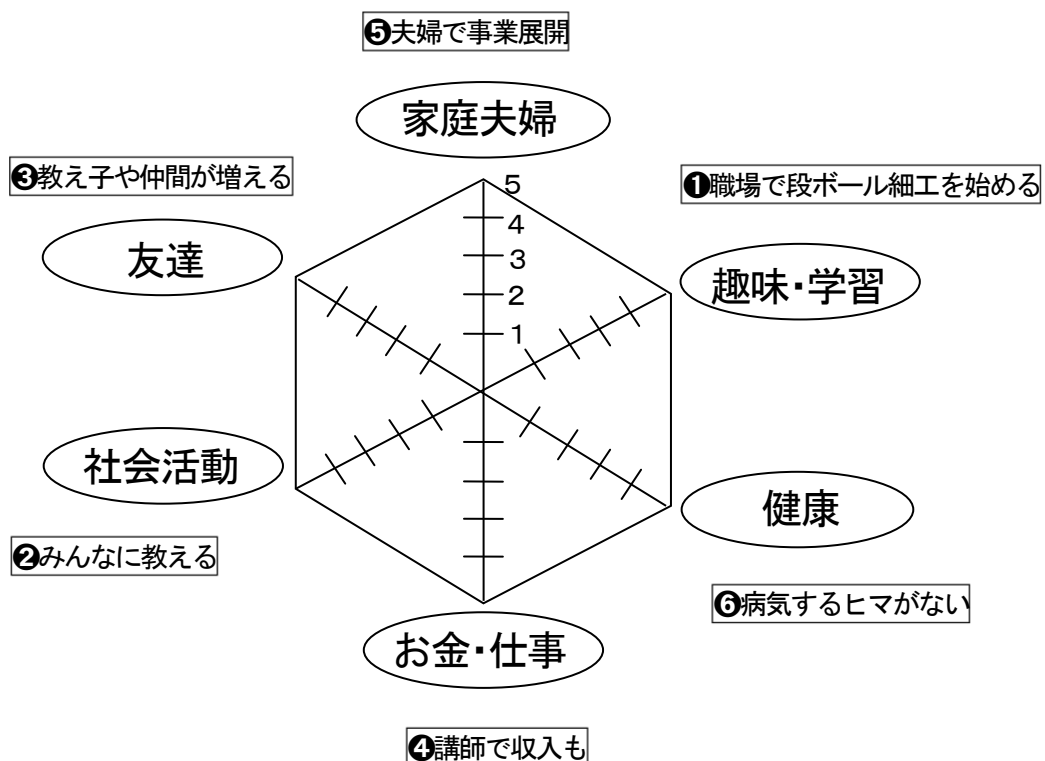 ❺夫婦で事業展開
家庭夫婦
❸教え子や仲間が増える
❶職場で段ボール細工を始める
友達
趣味・学習
5
4
3
2
1
社会活動
健康
❷みんなに教える
❻病気するヒマがない
お金・仕事
❹講師で収入も